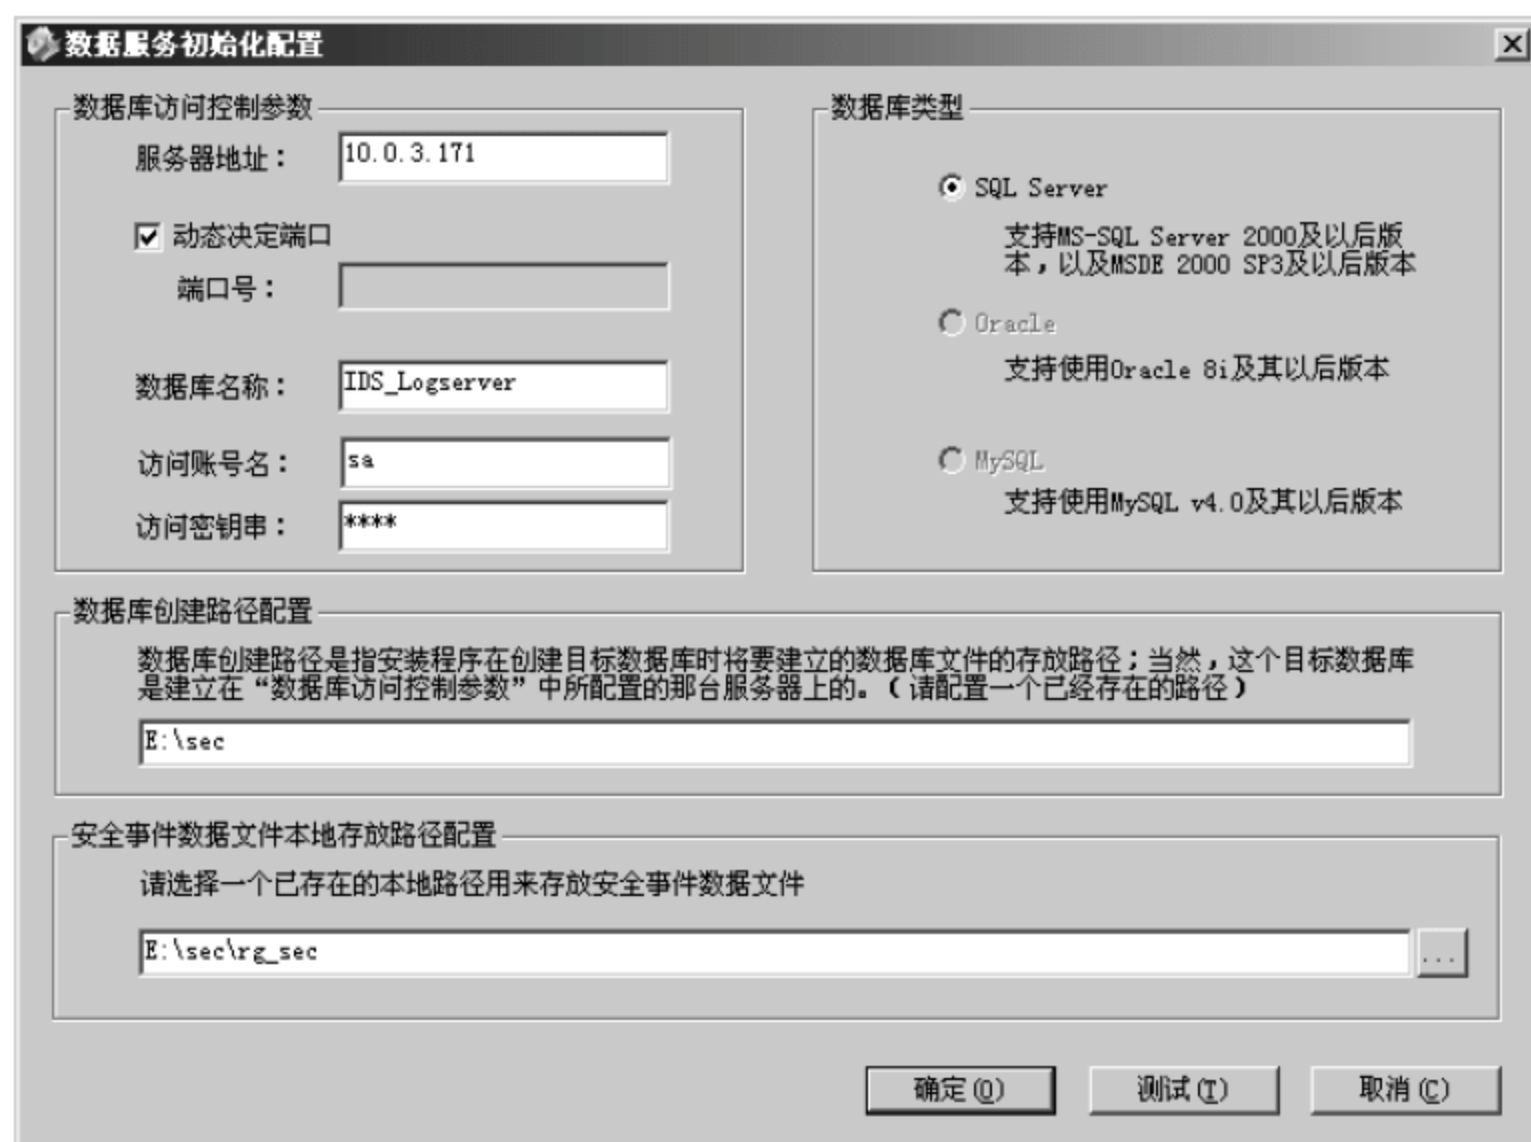 数据服务初始化配置
数据库访问控制参数
服务器地址：
10.0.3.171
动态决定端口
端口号：
数据库名称：
IDS_Logserver
访问账号名：
sa
访问密钥串：
****
数据库类型
SQL Server
支持MS-SQL Server 2000及以后版
本，以及MSDE 2000 SP3及以后版本
Oracle
支持使用Oracle 8i及其以后版本
MySQL
支持使用MySQL v4.0及其以后版本
数据库创建路径配置
数据库创建路径是指安装程序在创建目标数据库时将要建立的数据库文件的存放路径；当然，这个目标数据库
是建立在“数据库访问控制参数”中所配置的那台服务器上的。（请配置一个已经存在的路径）
E:\sec
安全事件数据文件本地存放路径配置
请选择一个已存在的本地路径用来存放安全事件数据文件
E:\sec\rg_sec
...
确定(O)
测试(T)
取消(C)